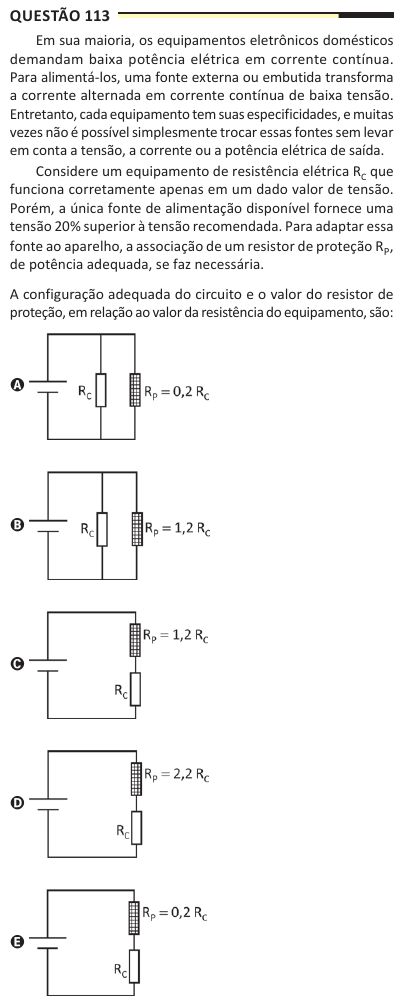 QUESTÃO 113
Em sua maioria, os equipamentos eletrônicos domésticos
demandam baixa potência elétrica em corrente contínua.
Para alimentá-los, uma fonte externa ou embutida transforma
a corrente alternada em corrente contínua de baixa tensão.
Entretanto, cada equipamento tem suas especificidades, e muitas
vezes não é possível simplesmente trocar essas fontes sem levar
em conta a tensão, a corrente ou a potência elétrica de saída.
Considere um equipamento de resistência elétrica R_C que
funciona corretamente apenas em um dado valor de tensão.
Porém, a única fonte de alimentação disponível fornece uma
tensão 20% superior à tensão recomendada. Para adaptar essa
fonte ao aparelho, a associação de um resistor de proteção R_P,
de potência adequada, se faz necessária.
A configuração adequada do circuito e o valor do resistor de
proteção, em relação ao valor da resistência do equipamento, são:
A R_C R_P = 0,2 R_C
B R_C R_P = 1,2 R_C
R_P = 1,2 R_C
C
R_C
R_P = 2,2 R_C
D
R_C
R_P = 0,2 R_C
E
R_C